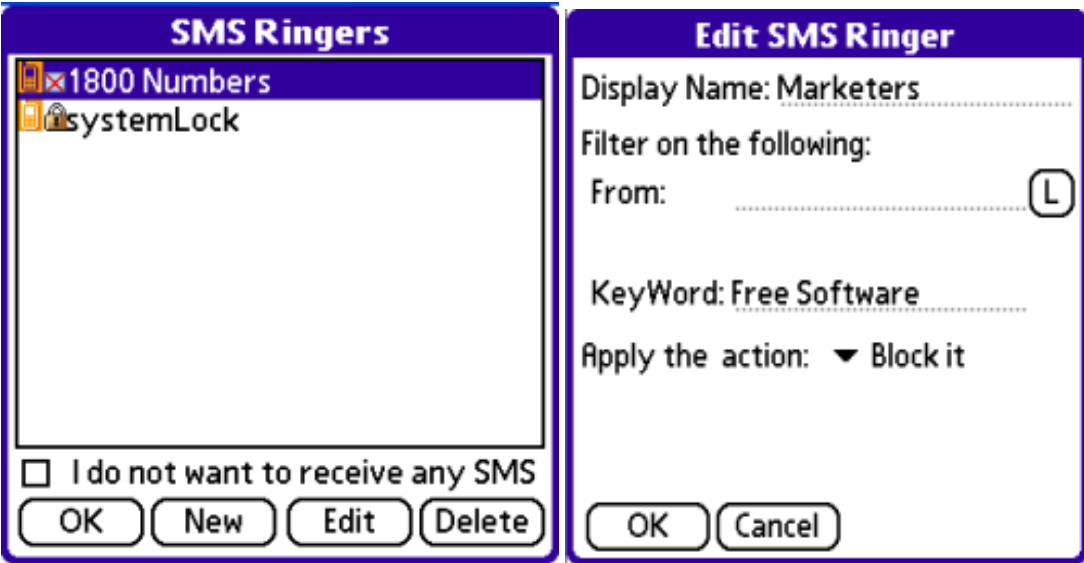 SMS Ringers
1800 Numbers
systemLock
I do not want to receive any SMS
OK New Edit Delete
Edit SMS Ringer
Display Name: Marketers
Filter on the following:
From: L
KeyWord: Free Software
Apply the action: Block it
OK Cancel